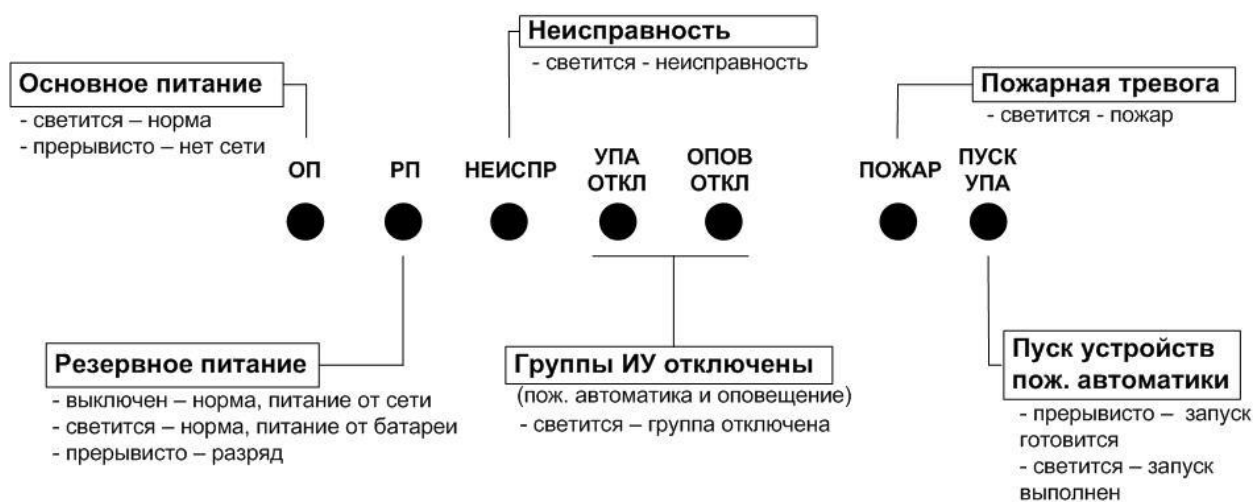 Неисправность
- светится - неисправность
Основное питание
- светится – норма
- прерывисто – нет сети
Пожарная тревога
- светится - пожар
ОП
РП
НЕИСПР
УПА
ОТКЛ
ОПОВ
ОТКЛ
ПОЖАР
ПУСК
УПА
Резервное питание
- выключен – норма, питание от сети
- светится – норма, питание от батареи
- прерывисто – разряд
Группы ИУ отключены
(пож. автоматика и оповещение)
- светится – группа отключена
Пуск устройств
пож. автоматики
- прерывисто –  запуск
готовится
- светится – запуск
выполнен